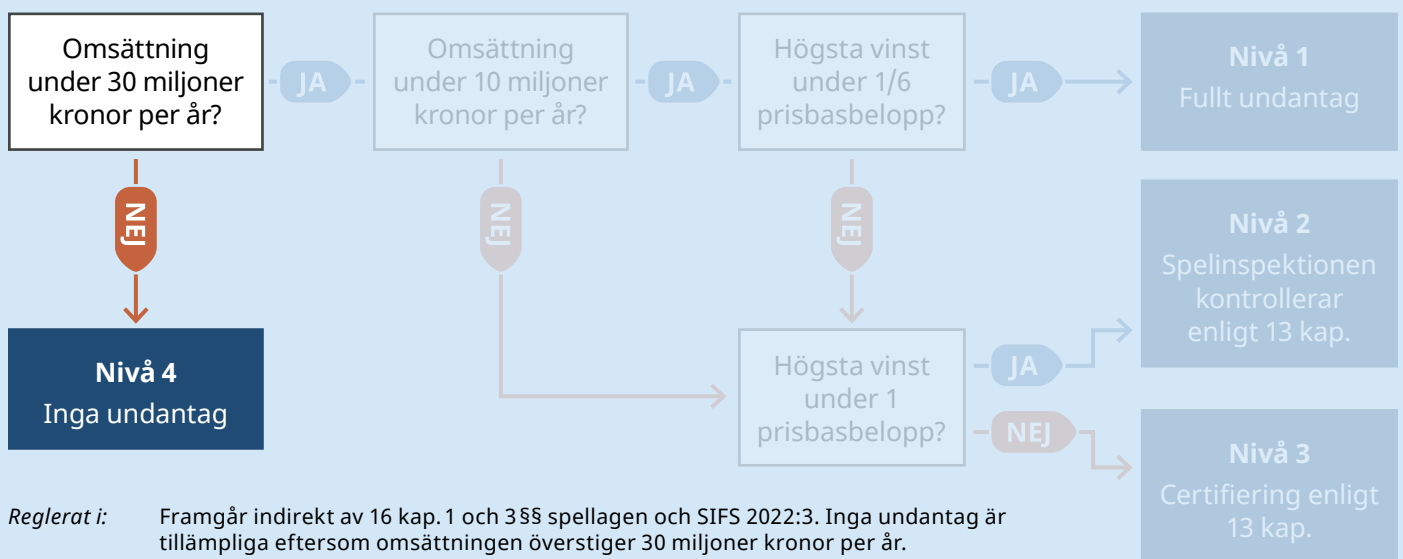 Omsättning
under 30 miljoner
kronor per år?
JA
Omsättning
under 10 miljoner
kronor per år?
JA
Högsta vinst
under 1/6
prisbasbelopp?
JA
Nivå 1
Fullt undantag
NEJ
NEJ
NEJ
Nivå 2
Spelinspektionen
kontrollerar
enligt 13 kap.
Nivå 4
Inga undantag
Högsta vinst
under 1
prisbasbelopp?
JA
NEJ
Nivå 3
Certifiering enligt
13 kap.
Reglerat i: Framgår indirekt av 16 kap. 1 och 3 §§ spellagen och SIFS 2022:3. Inga undantag är
tillämpliga eftersom omsättningen överstiger 30 miljoner kronor per år.